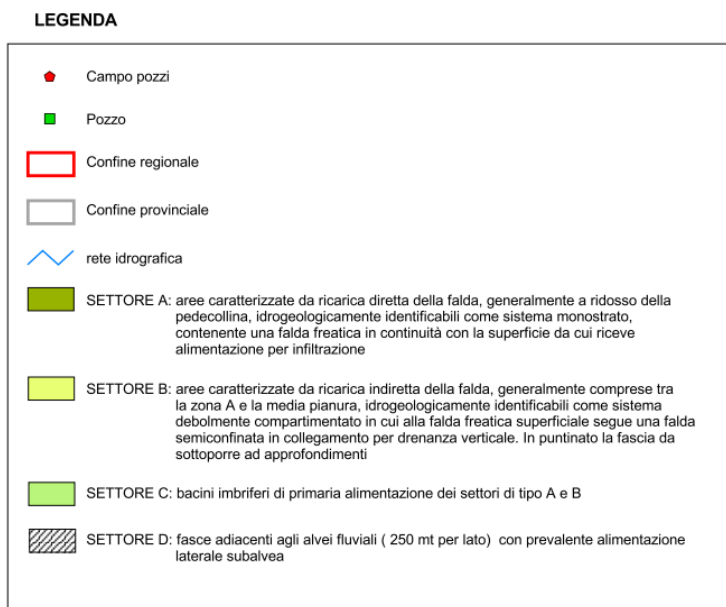 LEGENDA
Campo pozzi
Pozzo
Confine regionale
Confine provinciale
rete idrografica
SETTORE A: aree caratterizzate da ricarica diretta della falda, generalmente a ridosso della
pedecollina, idrogeologicamente identificabili come sistema monostrato,
contenente una falda freatica in continuità con la superficie da cui riceve
alimentazione per infiltrazione
SETTORE B: aree caratterizzate da ricarica indiretta della falda, generalmente comprese tra
la zona A e la media pianura, idrogeologicamente identificabili come sistema
debolmente compartimentato in cui alla falda freatica superficiale segue una falda
semiconfinata in collegamento per drenanza verticale. In puntinato la fascia da
sottoporre ad approfondimenti
SETTORE C: bacini imbriferi di primaria alimentazione dei settori di tipo A e B
SETTORE D: fasce adiacenti agli alvei fluviali ( 250 mt per lato) con prevalente alimentazione
laterale subalvea